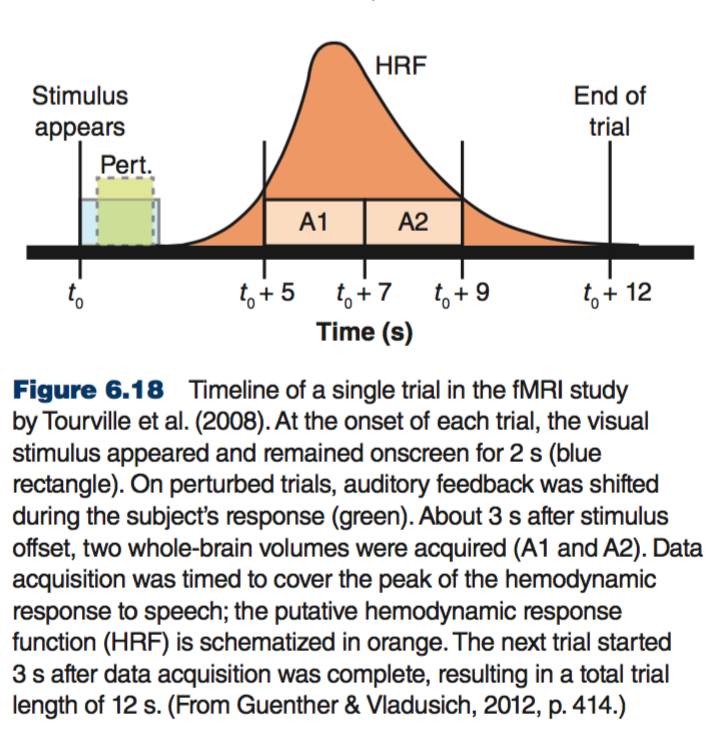 HRF
Stimulus
appears
End of
trial
Pert.
A1 A2
t₀ t₀ + 5 t₀ + 7 t₀ + 9 t₀ + 12
Time (s)
Figure 6.18 Timeline of a single trial in the fMRI study
by Tourville et al. (2008). At the onset of each trial, the visual
stimulus appeared and remained onscreen for 2 s (blue
rectangle). On perturbed trials, auditory feedback was shifted
during the subject's response (green). About 3 s after stimulus
offset, two whole-brain volumes were acquired (A1 and A2). Data
acquisition was timed to cover the peak of the hemodynamic
response to speech; the putative hemodynamic response
function (HRF) is schematized in orange. The next trial started
3 s after data acquisition was complete, resulting in a total trial
length of 12 s. (From Guenther & Vladusich, 2012, p. 414.)